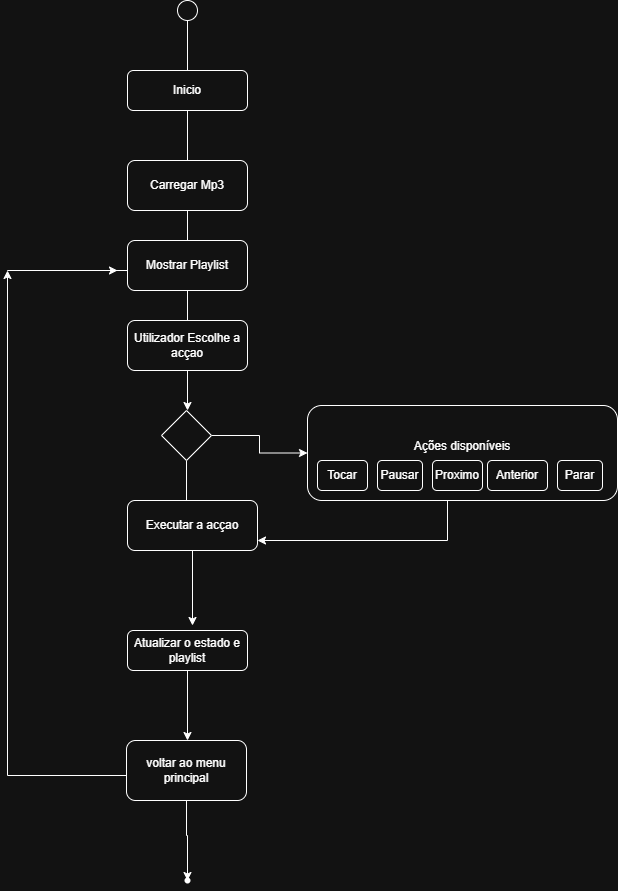 Inicio
Carregar Mp3
Mostrar Playlist
Utilizador Escolhe a
acçao
Ações disponíveis
Tocar
Pausar
Proximo
Anterior
Parar
Executar a acçao
Atualizar o estado e
playlist
voltar ao menu
principal